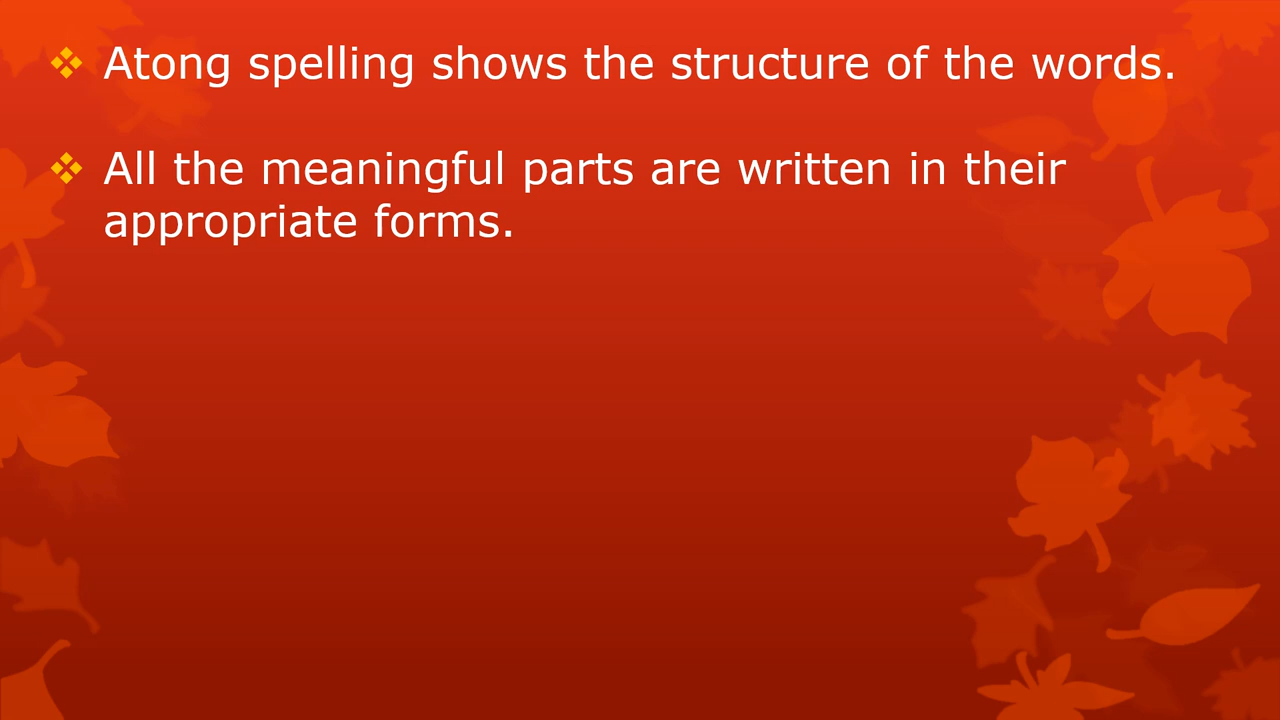 ❖ Atong spelling shows the structure of the words.
❖ All the meaningful parts are written in their
appropriate forms.